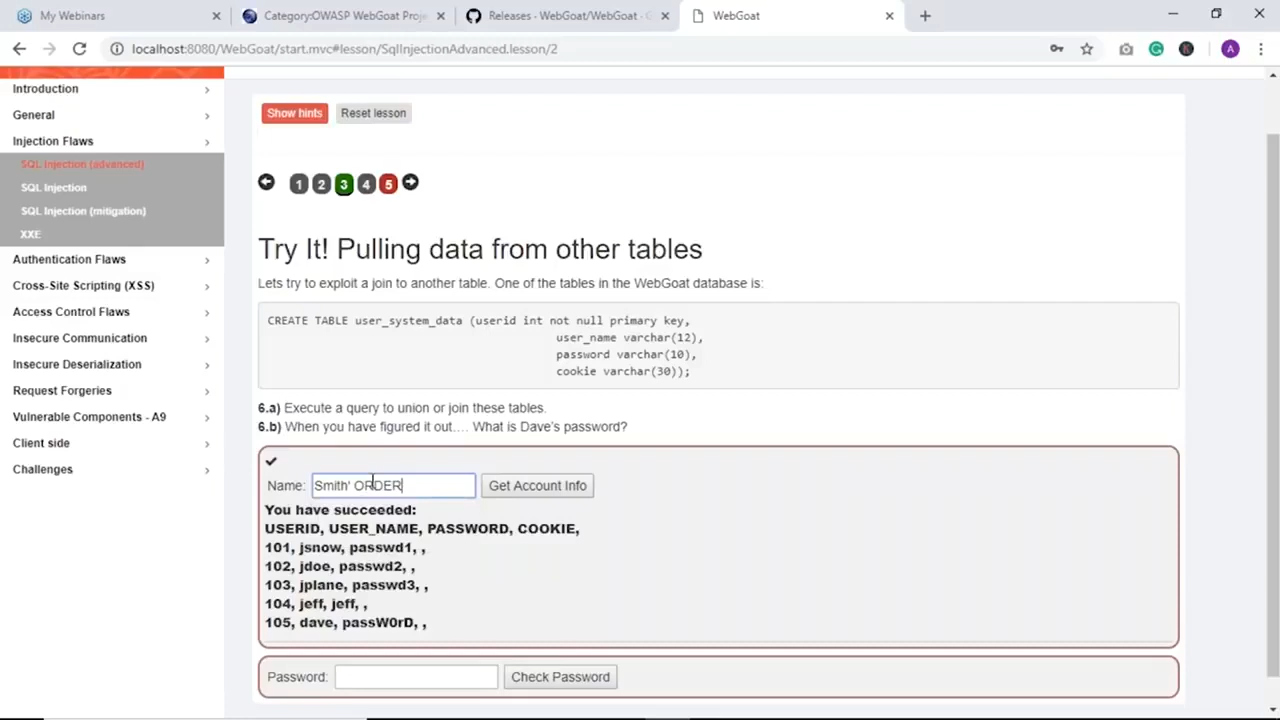 My Webinars
Category:OWASP WebGoat Proje
Releases · WebGoat/WebGoat · G
WebGoat
localhost:8080/WebGoat/start.mvc#lesson/SqlInjectionAdvanced.lesson/2
A
Introduction
General
Injection Flaws
SQL Injection (advanced)
SQL Injection
SQL Injection (mitigation)
XXE
Authentication Flaws
Cross-Site Scripting (XSS)
Access Control Flaws
Insecure Communication
Insecure Deserialization
Request Forgeries
Vulnerable Components - A9
Client side
Challenges
Show hints Reset lesson
1 2 3 4 5
Try It! Pulling data from other tables
Lets try to exploit a join to another table. One of the tables in the WebGoat database is:
CREATE TABLE user_system_data (userid int not null primary key,
user_name varchar(12),
password varchar(10),
cookie varchar(30));
6.a) Execute a query to union or join these tables.
6.b) When you have figured it out…. What is Dave's password?
Name: Smith' ORDER Get Account Info
You have succeeded:
USERID, USER_NAME, PASSWORD, COOKIE,
101, jsnow, passwd1, ,
102, jdoe, passwd2, ,
103, jplane, passwd3, ,
104, jeff, jeff, ,
105, dave, passW0rD, ,
Password: Check Password